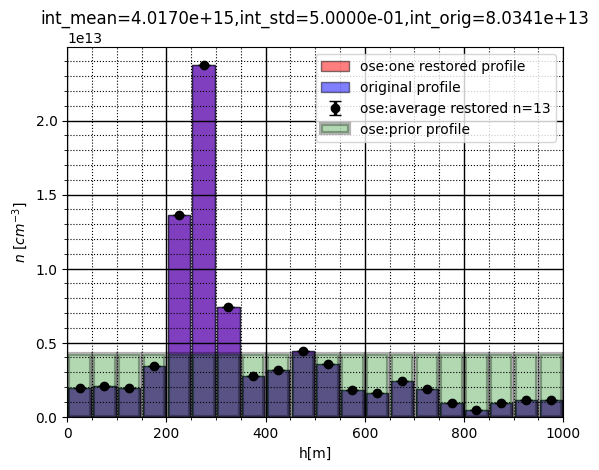 int_mean=4.0170e+15,int_std=5.0000e-01,int_orig=8.0341e+13
1e13
ose:one restored profile
original profile
ose:average restored n=13
ose:prior profile
2.0
1.5
1.0
0.5
0.0
n [cm⁻³]
0 200 400 600 800 1000
h[m]